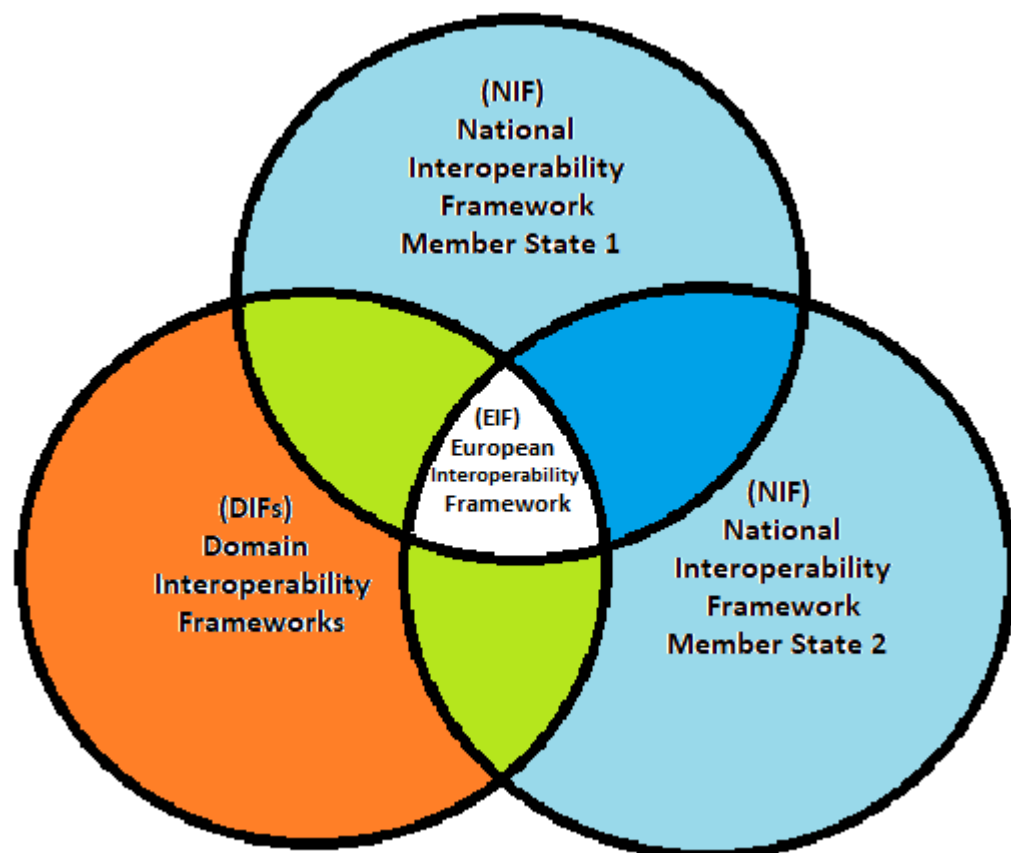 (NIF)
National
Interoperability
Framework
Member State 1
(EIF)
European
Interoperability
Framework
(DIFs)
Domain
Interoperability
Frameworks
(NIF)
National
Interoperability
Framework
Member State 2